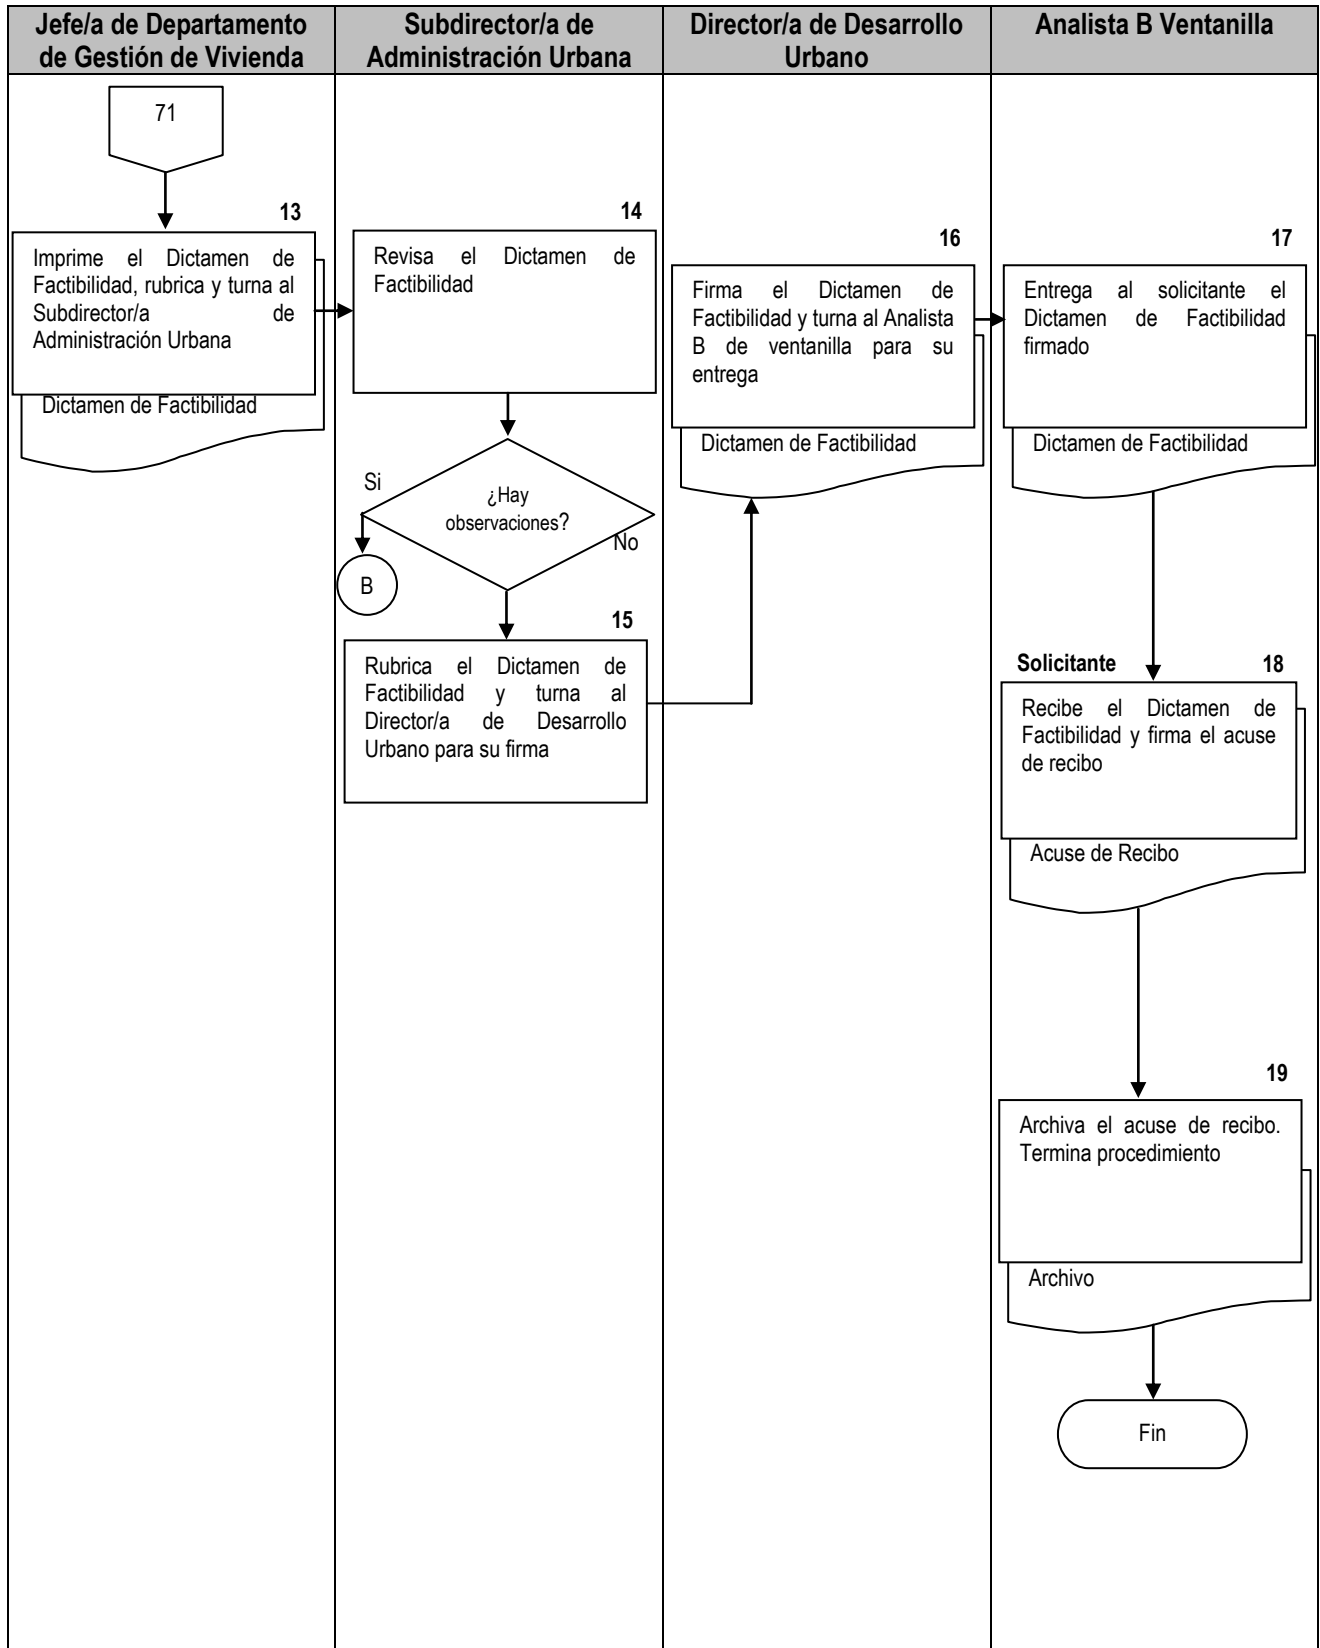 Jefe/a de Departamento
de Gestión de Vivienda
Subdirector/a de
Administración Urbana
Director/a de Desarrollo
Urbano
Analista B Ventanilla
71
13
Imprime el Dictamen de
Factibilidad, rubrica y turna al
Subdirector/a de
Administración Urbana
Dictamen de Factibilidad
14
Revisa el Dictamen de
Factibilidad
¿Hay
observaciones?
Si
No
B
15
Rubrica el Dictamen de
Factibilidad y turna al
Director/a de Desarrollo
Urbano para su firma
16
Firma el Dictamen de
Factibilidad y turna al Analista
B de ventanilla para su
entrega
Dictamen de Factibilidad
17
Entrega al solicitante el
Dictamen de Factibilidad
firmado
Dictamen de Factibilidad
Solicitante 18
Recibe el Dictamen de
Factibilidad y firma el acuse
de recibo
Acuse de Recibo
19
Archiva el acuse de recibo.
Termina procedimiento
Archivo
Fin